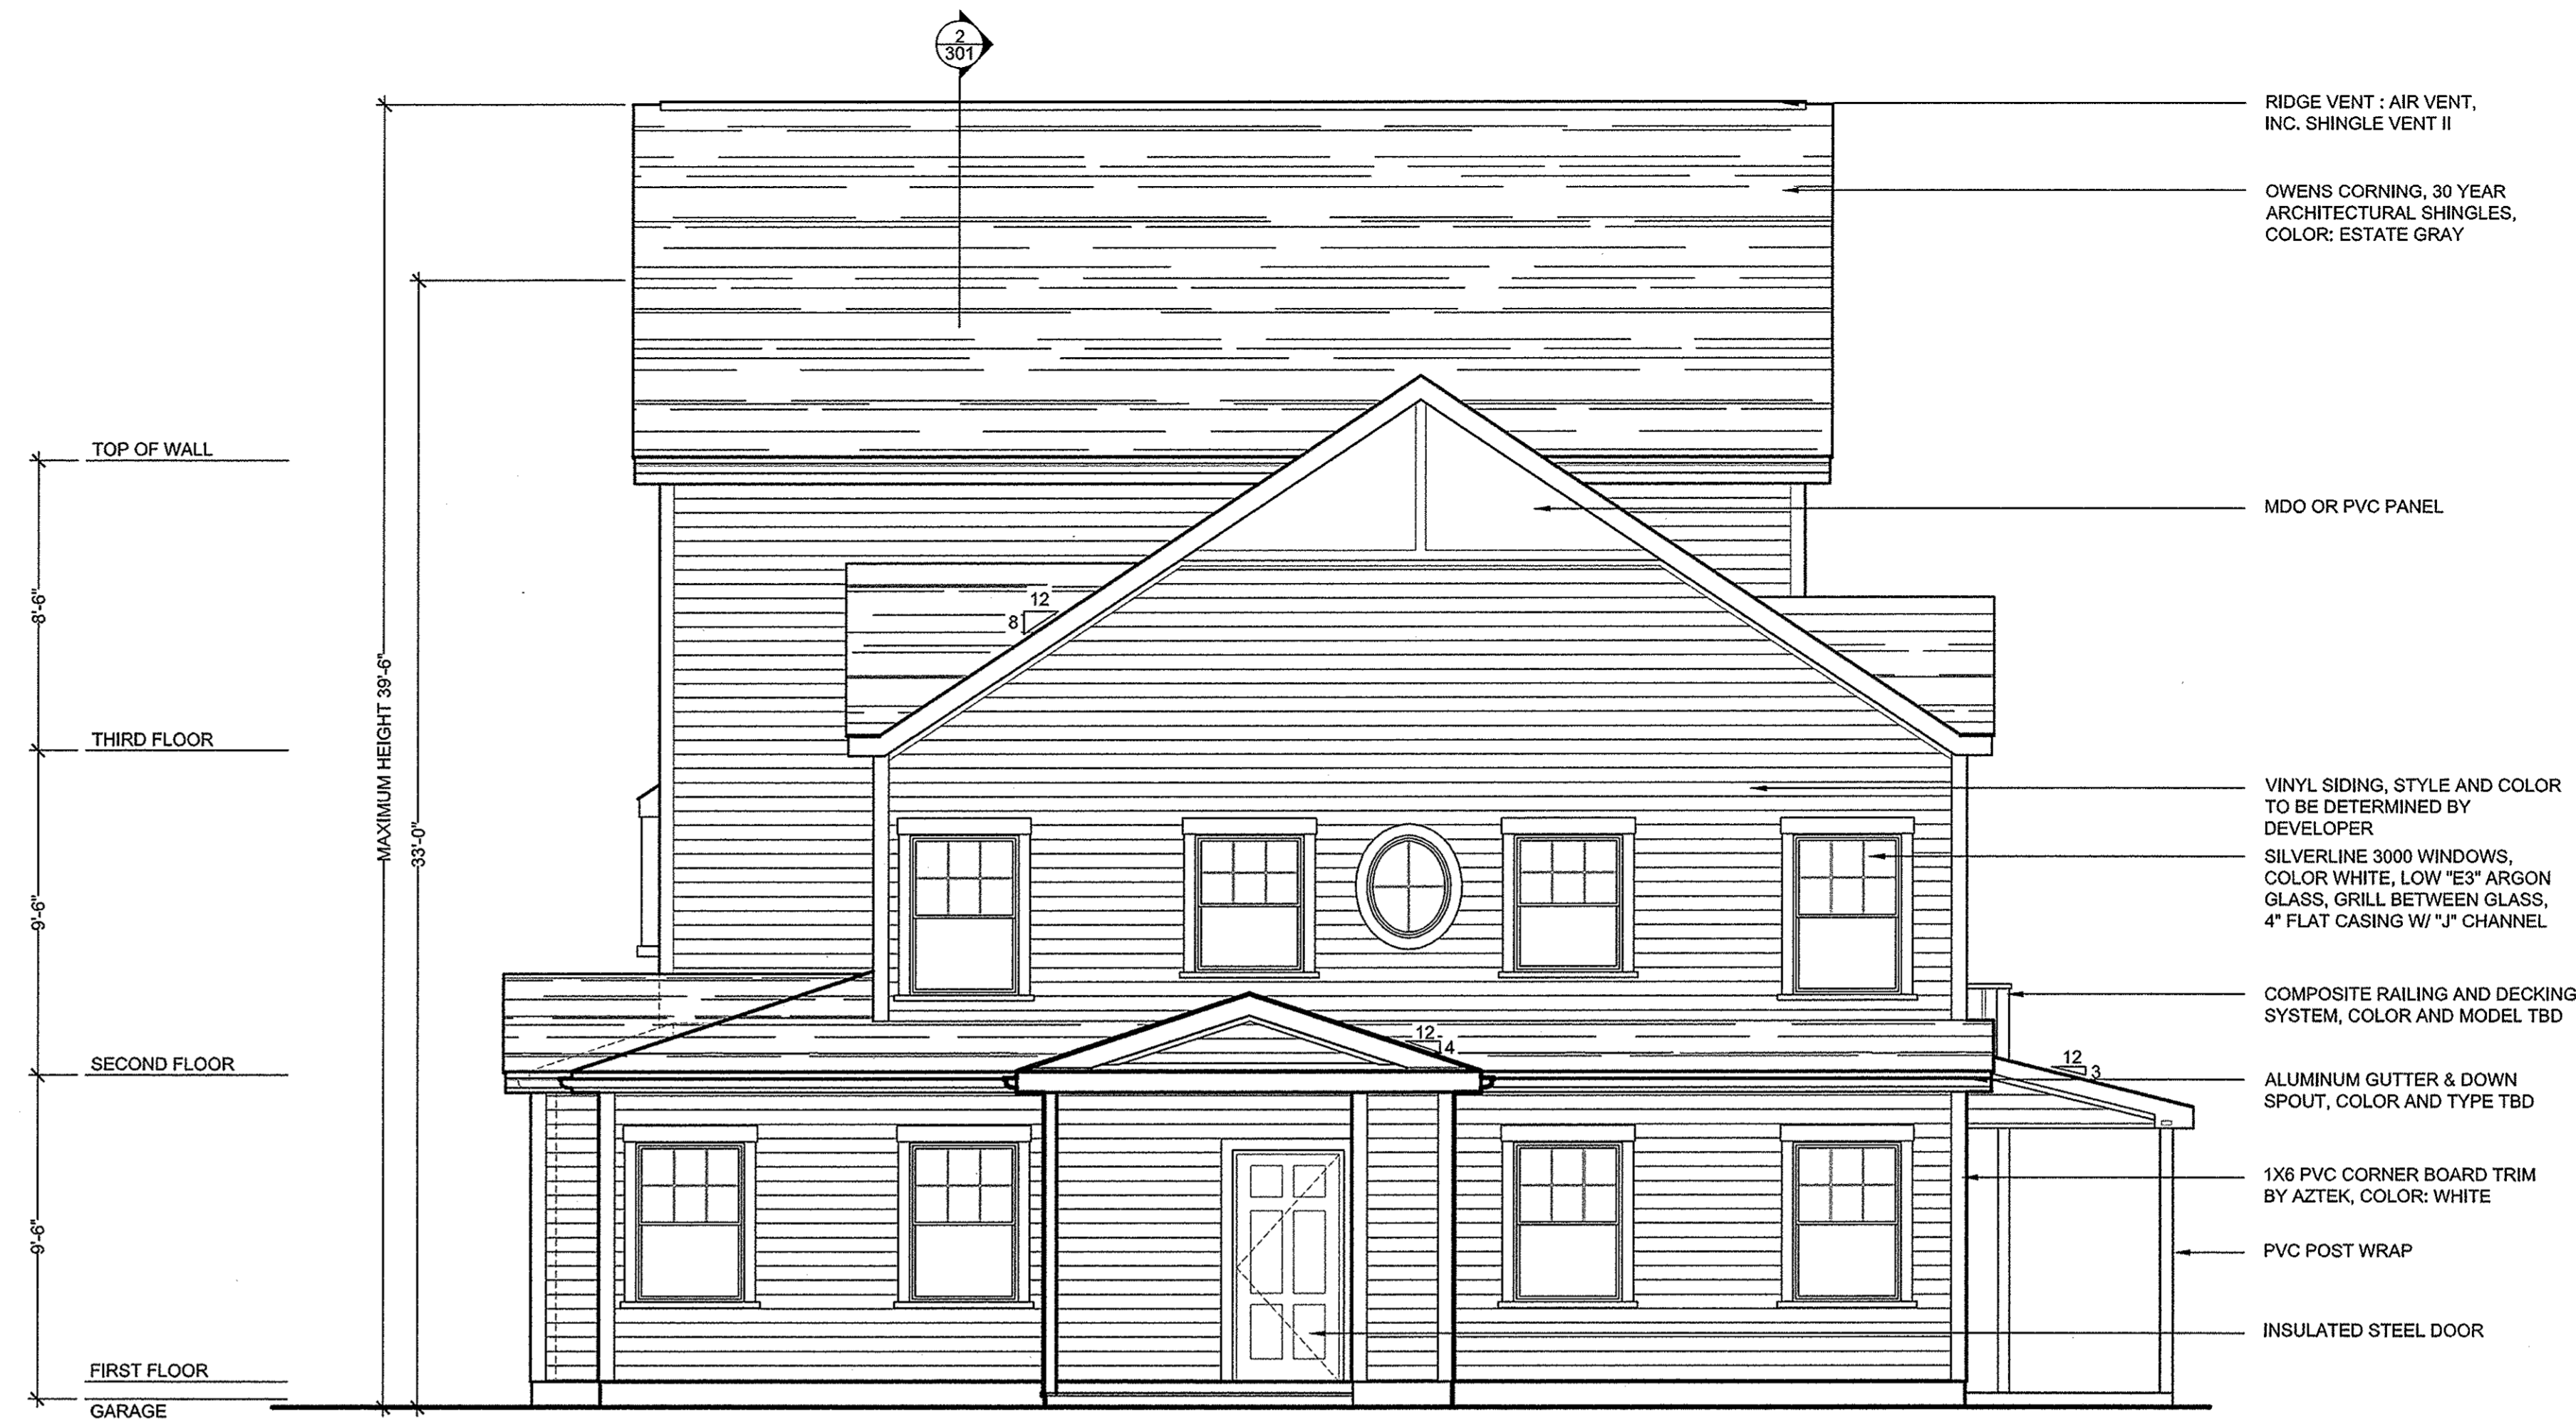 2
301
RIDGE VENT : AIR VENT,
INC. SHINGLE VENT II
OWENS CORNING, 30 YEAR
ARCHITECTURAL SHINGLES,
COLOR: ESTATE GRAY
TOP OF WALL
MDO OR PVC PANEL
8'-6"
12
8
MAXIMUM HEIGHT 39'-6"
33'-0"
THIRD FLOOR
VINYL SIDING, STYLE AND COLOR
TO BE DETERMINED BY
DEVELOPER
SILVERLINE 3000 WINDOWS,
COLOR WHITE, LOW "E3" ARGON
GLASS, GRILL BETWEEN GLASS,
4" FLAT CASING W/ "J" CHANNEL
9'-6"
COMPOSITE RAILING AND DECKING
SYSTEM, COLOR AND MODEL TBD
12
4
12
3
SECOND FLOOR
ALUMINUM GUTTER & DOWN
SPOUT, COLOR AND TYPE TBD
1X6 PVC CORNER BOARD TRIM
BY AZTEK, COLOR: WHITE
9'-6"
PVC POST WRAP
INSULATED STEEL DOOR
FIRST FLOOR
GARAGE